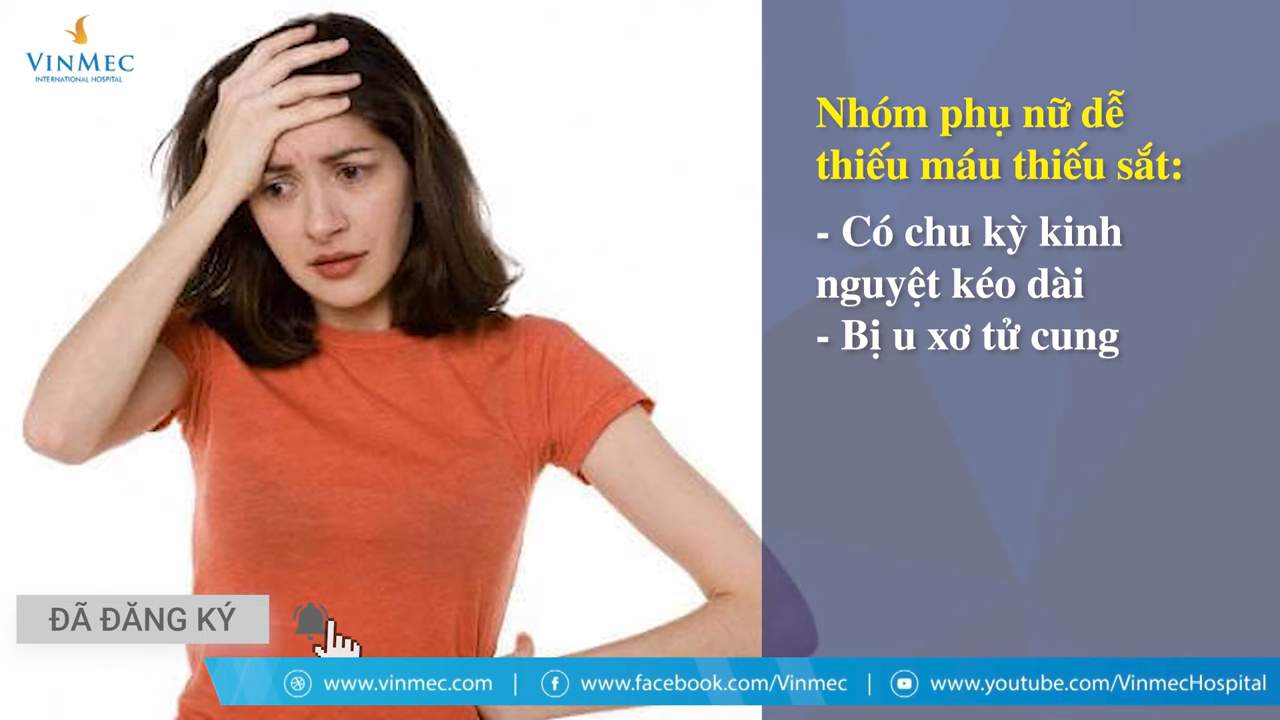 VINMEC
INTERNATIONAL HOSPITAL
Nhóm phụ nữ dễ
thiếu máu thiếu sắt:
- Có chu kỳ kinh
nguyệt kéo dài
- Bị u xơ tử cung
ĐÃ ĐĂNG KÝ
www.vinmec.com | www.facebook.com/Vinmec | www.youtube.com/VinmecHospital